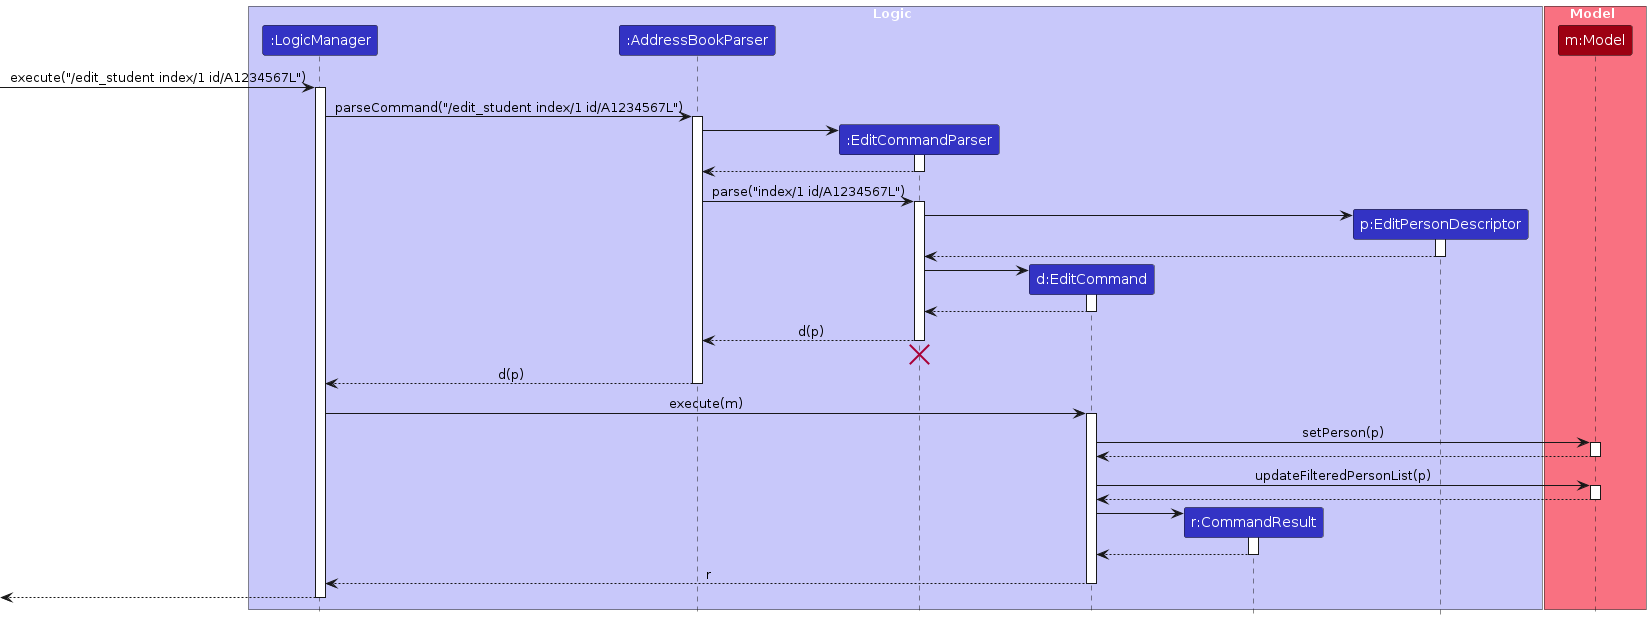 Logic
Model
:LogicManager
:AddressBookParser
m:Model
execute("/edit_student index/1 id/A1234567L")
parseCommand("/edit_student index/1 id/A1234567L")
:EditCommandParser
parse("index/1 id/A1234567L")
p:EditPersonDescriptor
d:EditCommand
d(p)
d(p)
execute(m)
setPerson(p)
updateFilteredPersonList(p)
r:CommandResult
r